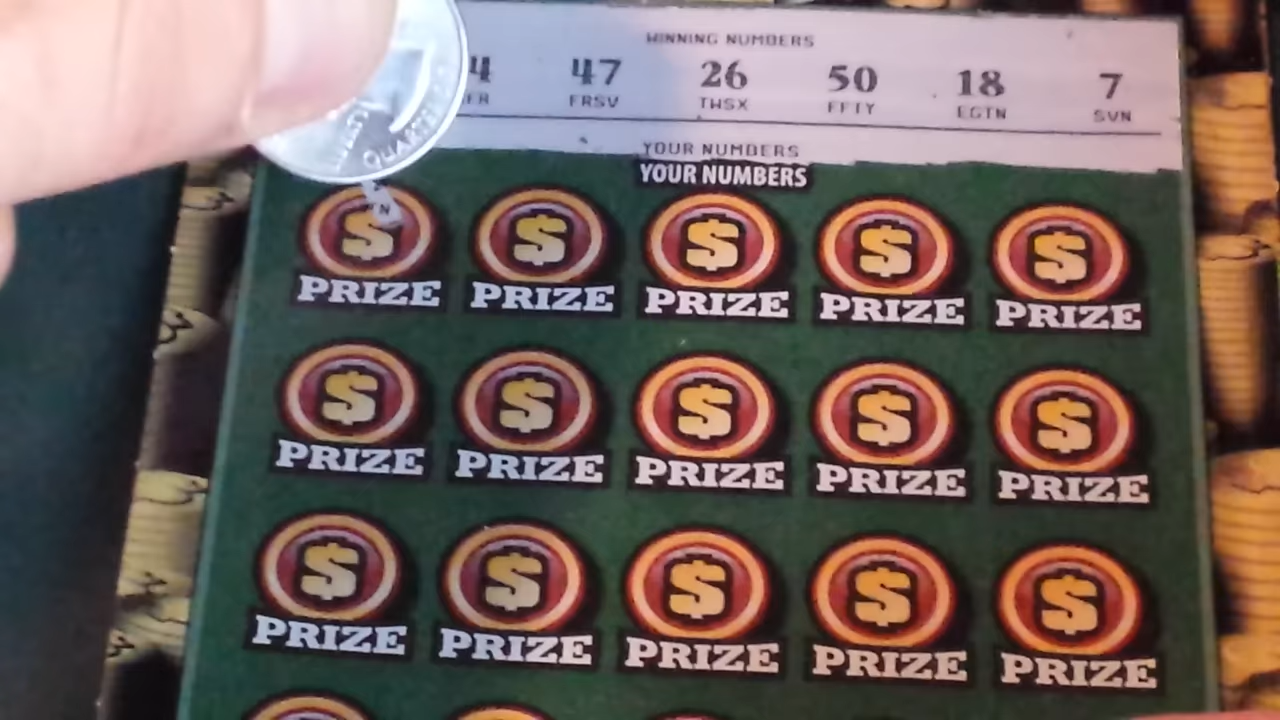 WINNING NUMBERS
4 47 26 50 18 7
FRSV TWSX FFTY EGTN SVN
YOUR NUMBERS
YOUR NUMBERS
$ $ $ $ $
PRIZE PRIZE PRIZE PRIZE PRIZE
$ $ $ $ $
PRIZE PRIZE PRIZE PRIZE PRIZE
$ $ $ $ $
PRIZE PRIZE PRIZE PRIZE PRIZE